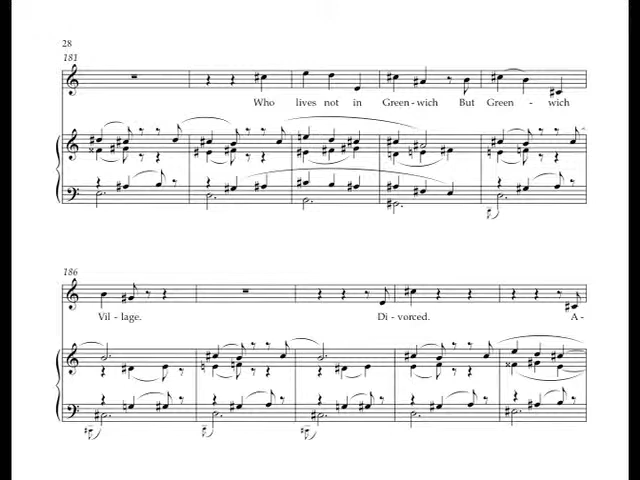 28
181
Who lives not in Green - wich But Green - wich
186
Vil - lage. Di - vorced. A -